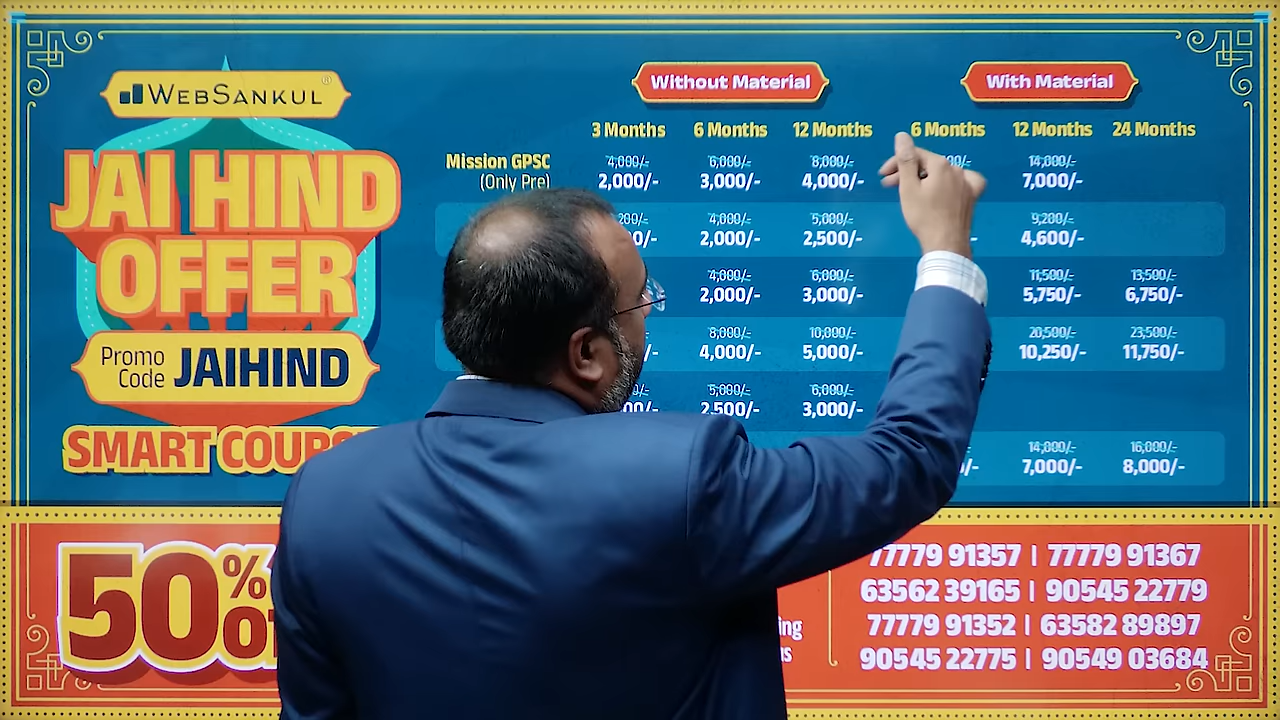 WEBSANKUL®
JAI HIND
OFFER
Promo Code JAIHIND
SMART
50%
Without Material With Material
3 Months 6 Months 12 Months 6 Months 12 Months 24 Months
Mission GPSC 4,000/- 6,000/- 8,000/- 14,000/-
(Only Pre) 2,000/- 3,000/- 4,000/- 7,000/-
4,000/- 5,000/- 9,200/-
2,000/- 2,500/- 4,600/-
4,000/- 6,000/- 11,500/- 13,500/-
2,000/- 3,000/- 5,750/- 6,750/-
8,000/- 10,000/- 20,500/- 23,500/-
4,000/- 5,000/- 10,250/- 11,750/-
5,000/- 6,000/-
2,500/- 3,000/-
14,000/- 16,000/-
7,000/- 8,000/-
77779 91357 | 77779 91367
63562 39165 | 90545 22779
77779 91352 | 63582 89897
90545 22775 | 90549 03684